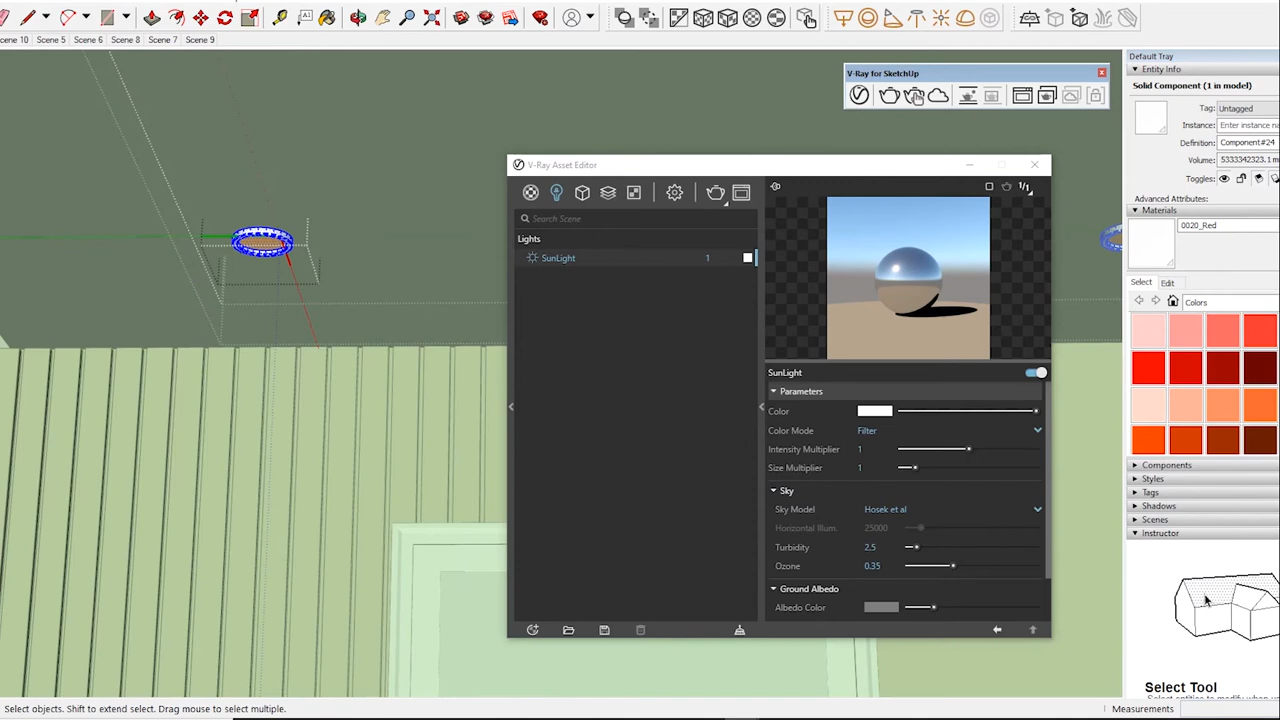 Scene 10 Scene 5 Scene 6 Scene 8 Scene 7 Scene 9
V-Ray for SketchUp
V-Ray Asset Editor
Search Scene
Lights
SunLight 1
1/1
SunLight
Parameters
Color
Color Mode Filter
Intensity Multiplier 1
Size Multiplier 1
Sky
Sky Model Hosek et al
Horizontal Illum. 25000
Turbidity 2,5
Ozone 0,35
Ground Albedo
Albedo Color
Default Tray
Entity Info
Solid Component (1 in model)
Tag: Untagged
Instance: Enter instance na
Definition: Component#24
Volume: 5333342323.1 m
Toggles:
Advanced Attributes:
Materials
0020_Red
Select Edit
Colors
Components
Styles
Tags
Shadows
Scenes
Instructor
Select Tool
Select objects. Shift to extend select. Drag mouse to select multiple.
Measurements